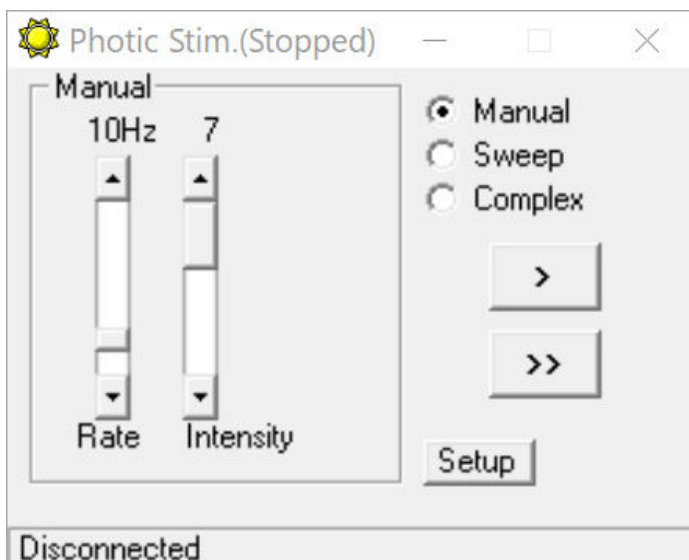 Photic Stim.(Stopped)
Manual
10Hz 7
Rate Intensity
Manual
Sweep
Complex
>
>>
Setup
Disconnected